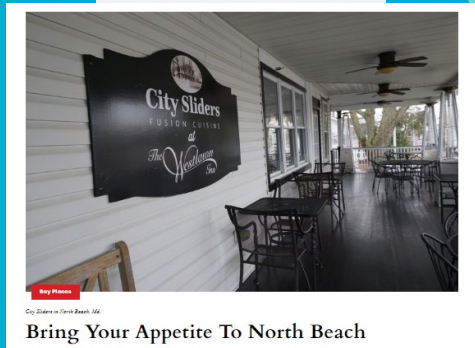 City Sliders
FUSION CUISINE
at
The Westlawn Inn
Bay Places
City Sliders in North Beach, Md.
Bring Your Appetite To North Beach